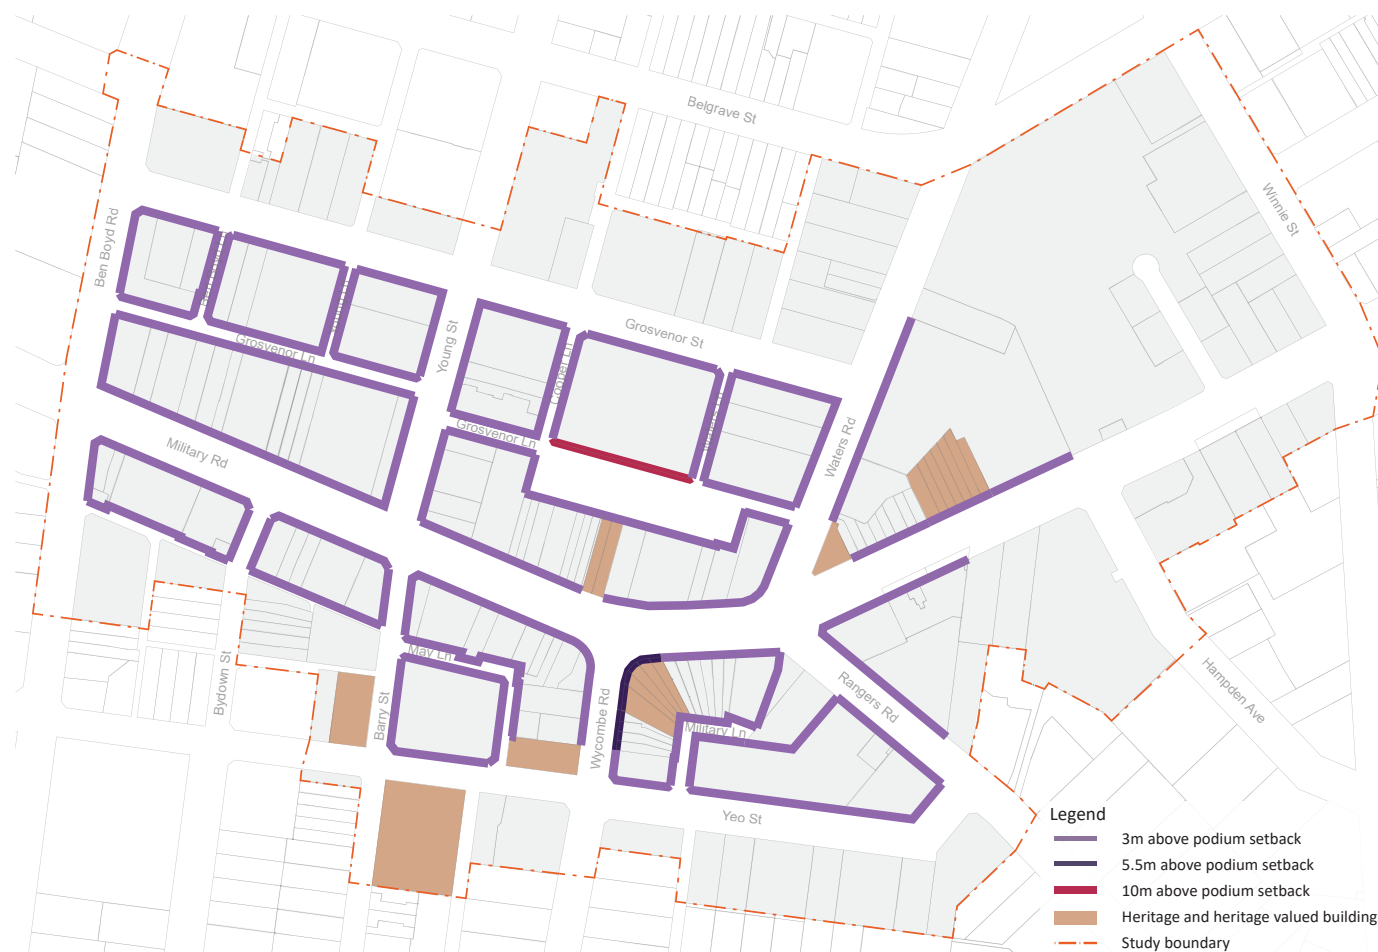 Belgrave St
Winnie St
Ben Boyd Rd
Grosvenor St
Young St
Grosvenor Ln
Cooper Ln
Grosvenor Ln
Waters Rd
Military Rd
May Ln
Rangers Rd
Hampden Ave
Bydown St
Barry St
Wycombe Rd
Military Ln
Yeo St
Legend
3m above podium setback
5.5m above podium setback
10m above podium setback
Heritage and heritage valued building
Study boundary